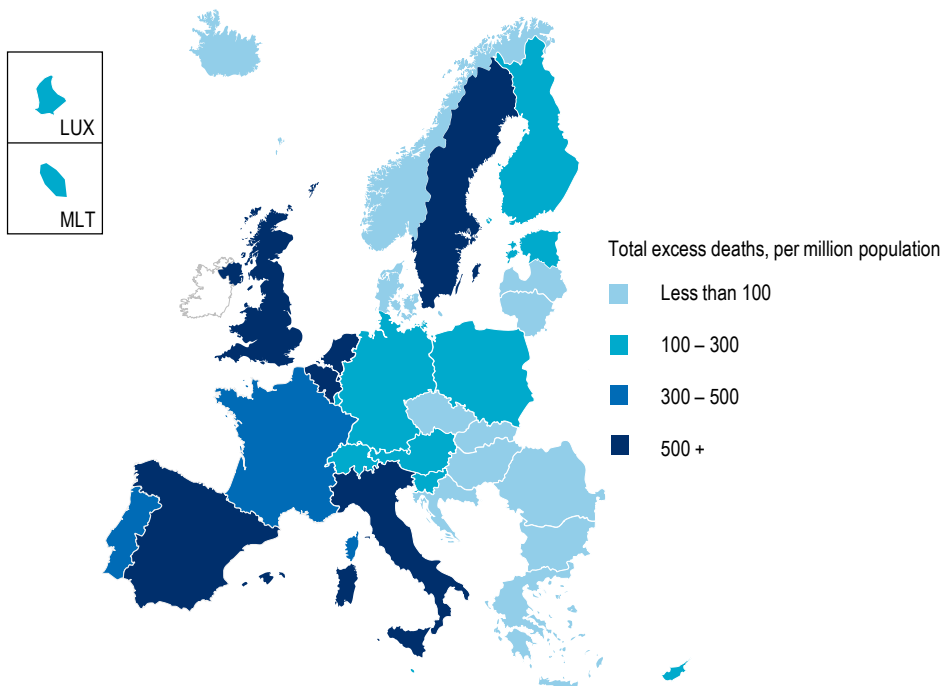 LUX
MLT
Total excess deaths, per million population
Less than 100
100 – 300
300 – 500
500 +